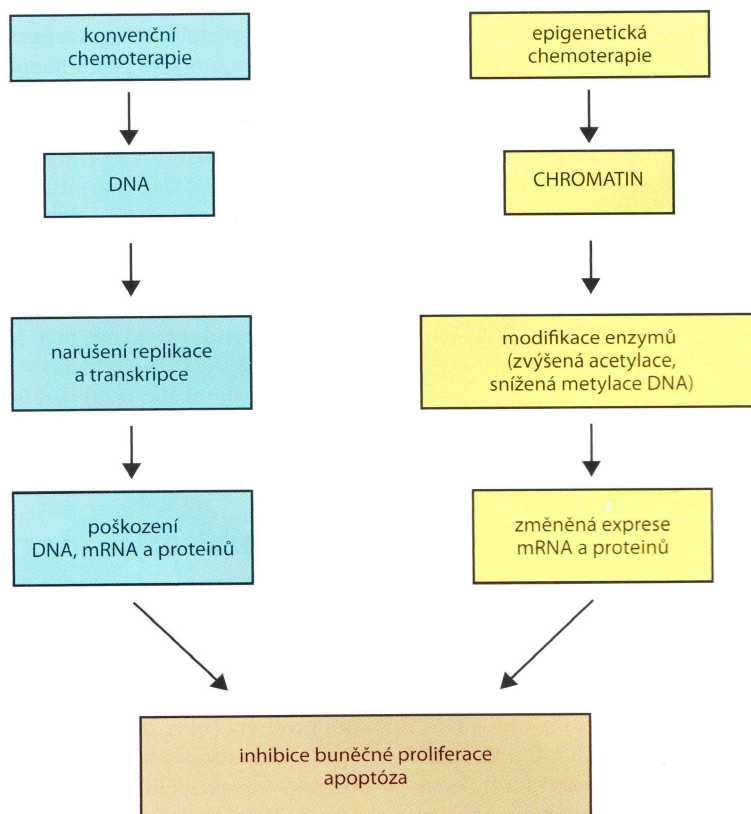 konvenční
chemoterapie
DNA
narušení replikace
a transkripce
poškození
DNA, mRNA a proteinů
epigenetická
chemoterapie
CHROMATIN
modifikace enzymů
(zvýšená acetylace,
snížená metylace DNA)
změněná exprese
mRNA a proteinů
inhibice buněčné proliferace
apoptóza